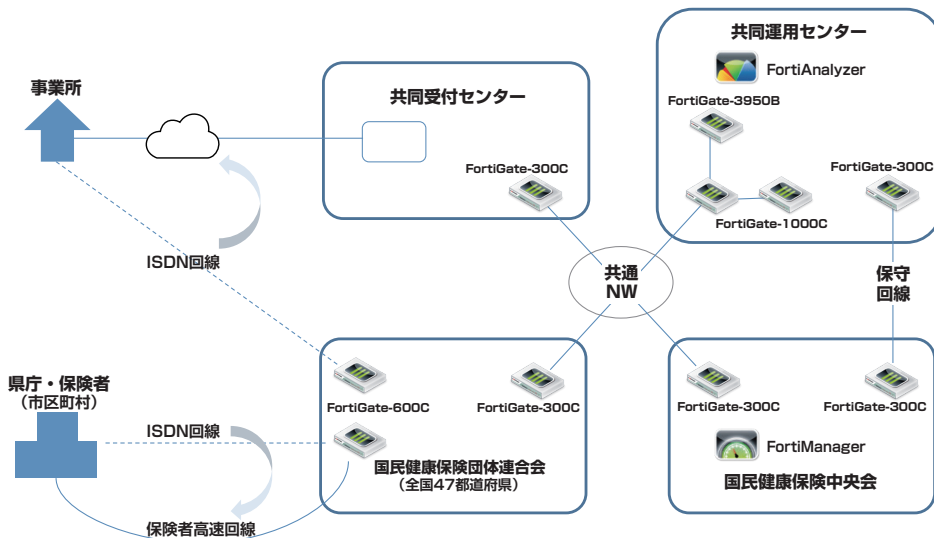 共同運用センター
FortiAnalyzer
FortiGate-3950B
FortiGate-300C
FortiGate-1000C
事業所
共同受付センター
FortiGate-300C
ISDN回線
共通
NW
保守
回線
県庁・保険者
（市区町村）
ISDN回線
保険者高速回線
FortiGate-600C
FortiGate-300C
国民健康保険団体連合会
（全国47都道府県）
FortiGate-300C
FortiGate-300C
FortiManager
国民健康保険中央会